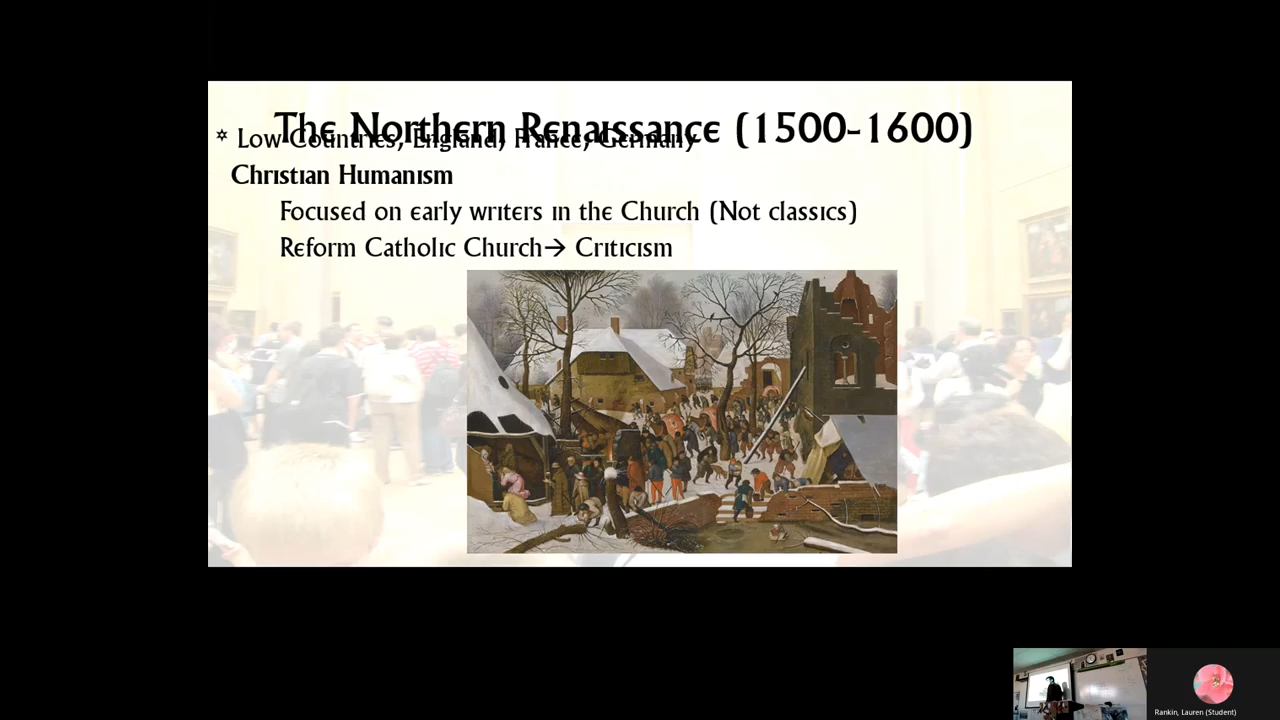 The Northern Renaissance (1500-1600)
* Low Countries, England, France, Germany
Christian Humanism
Focused on early writers in the Church (Not classics)
Reform Catholic Church→ Criticism
Rankin, Lauren (Student)